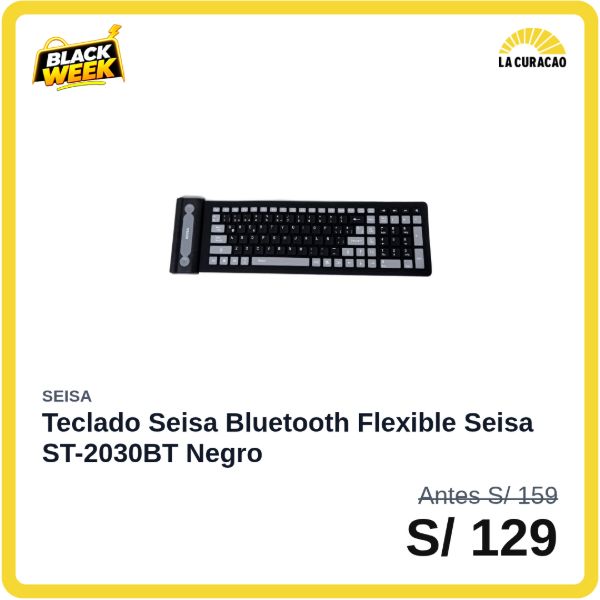 BLACK
WEEK
LA CURACAO
SEISA
Teclado Seisa Bluetooth Flexible Seisa
ST-2030BT Negro
Antes S/ 159
S/ 129